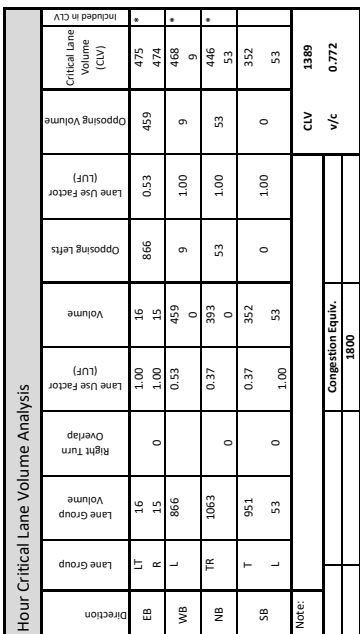 Hour Critical Lane Volume Analysis
Direction Lane Group Lane Group Volume Right Turn Overlap Lane Use Factor (LUF) Volume Opposing Lefts Lane Use Factor (LUF) Opposing Volume Critical Lane Volume (CLV) Included in CLV
EB LT 16 1.00 16 866 0.53 459 475 *
R 15 0 1.00 15 474
WB L 866 0.53 459 9 1.00 9 468 *
0 9
NB TR 1063 0.37 393 53 1.00 53 446 *
0 0 53
SB T 951 0.37 352 0 1.00 0 352
L 53 0 1.00 53 53
Note: CLV 1389
Congestion Equiv. v/c 0.772
1800